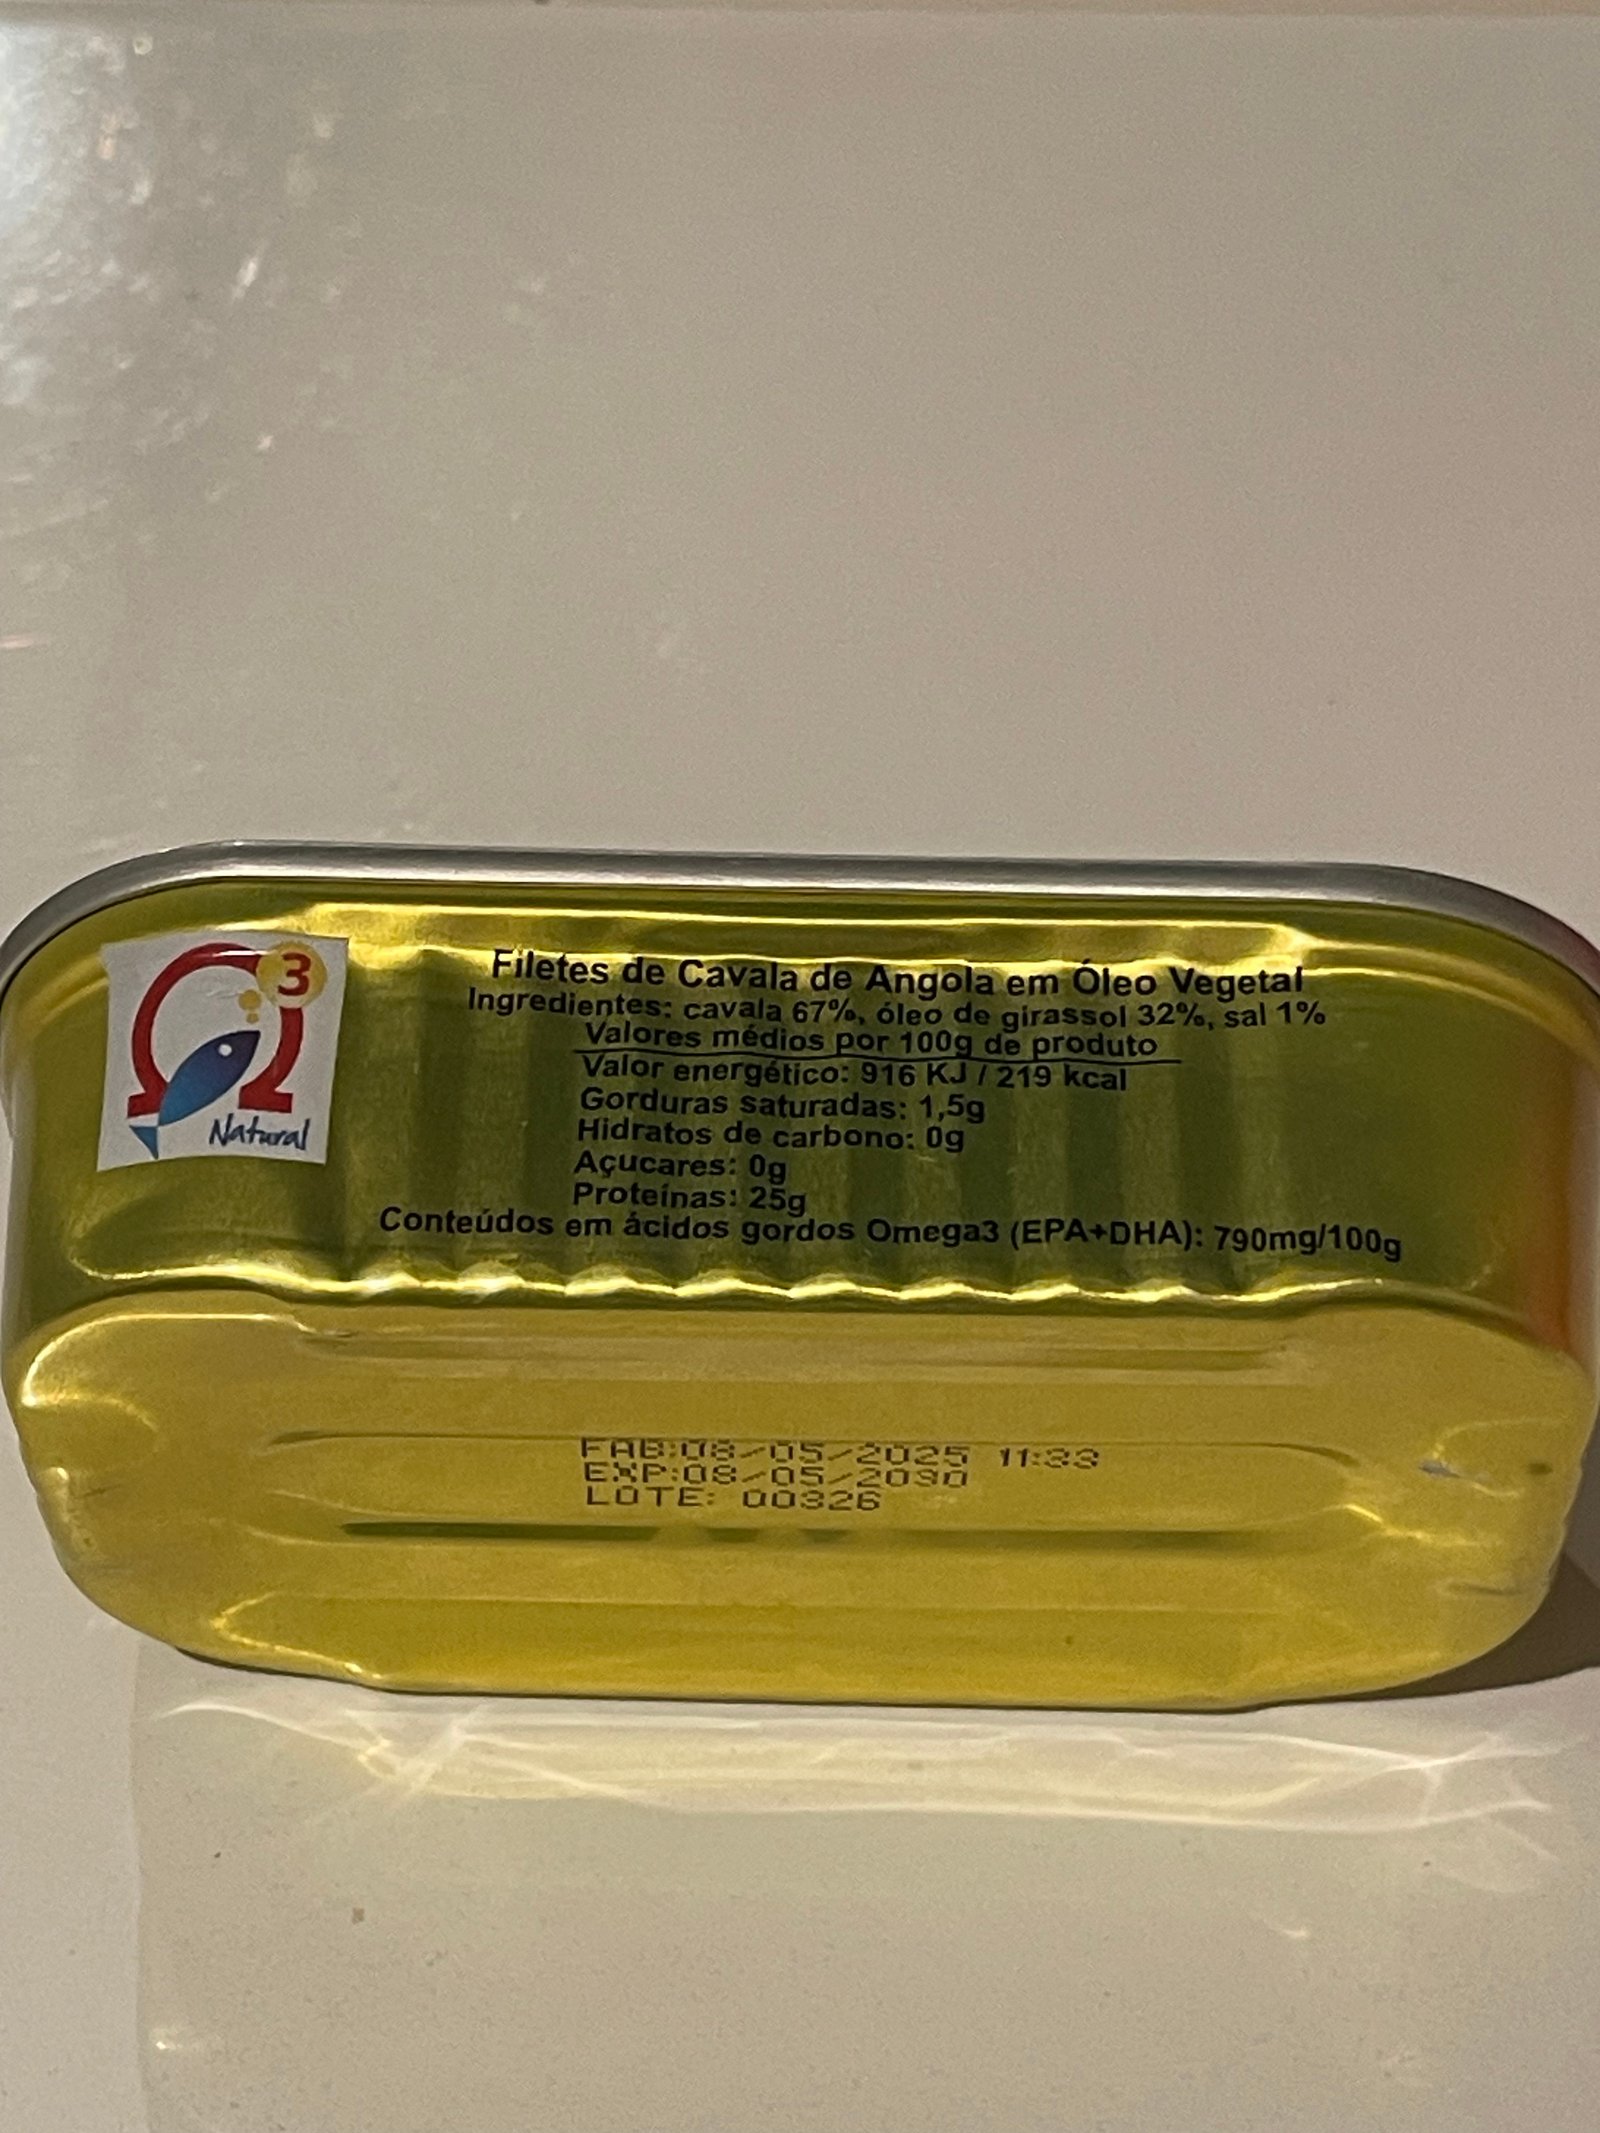 3
Natural
Filetes de Cavala de Angola em Óleo Vegetal
Ingredientes: cavala 67%, óleo de girassol 32%, sal 1%
Valores médios por 100g de produto
Valor energético: 916 KJ / 219 kcal
Gorduras saturadas: 1,5g
Hidratos de carbono: 0g
Açucares: 0g
Proteínas: 25g
Conteúdos em ácidos gordos Omega3 (EPA+DHA): 790mg/100g
FAB:08/05/2025 11:33
EXP:08/05/2030
LOTE: 00326